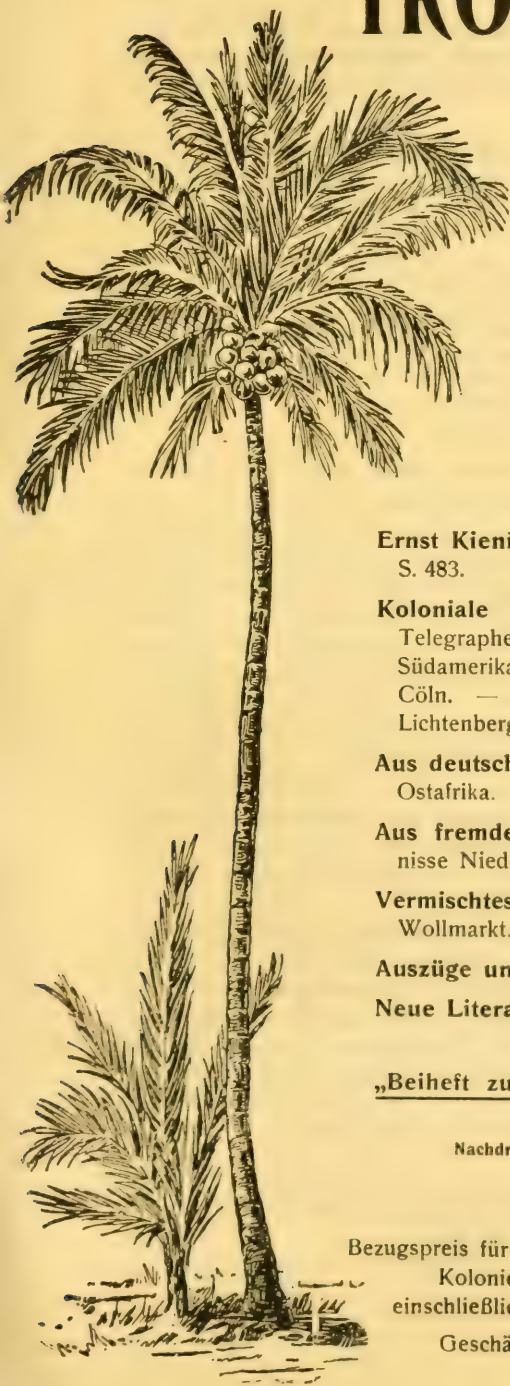 TRO
Ernst Kieni
S. 483.
Koloniale
Telegraphe
Südamerika
Cöln. —
Lichtenberg
Aus deutsch
Ostafrika.
Aus fremde
nisse Nied
Vermischtes
Wollmarkt.
Auszüge un
Neue Litera
„Beiheft zu
Nachdr
Bezugspreis für
Kolonie
einschließlie
Geschä